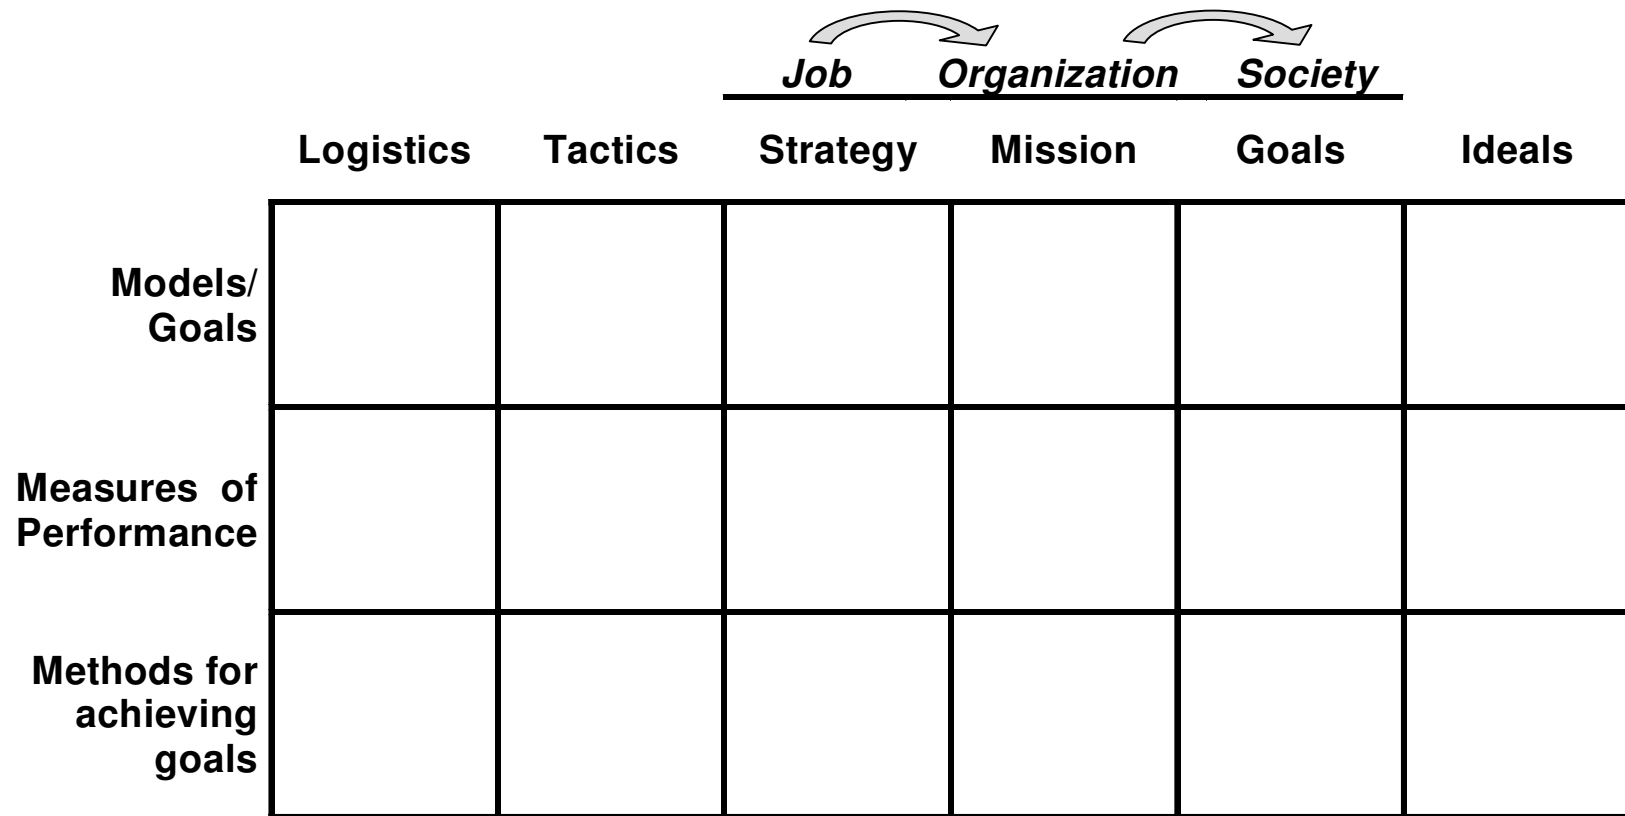 Job Organization Society
Logistics Tactics Strategy Mission Goals Ideals
Models/
Goals
Measures of
Performance
Methods for
achieving
goals